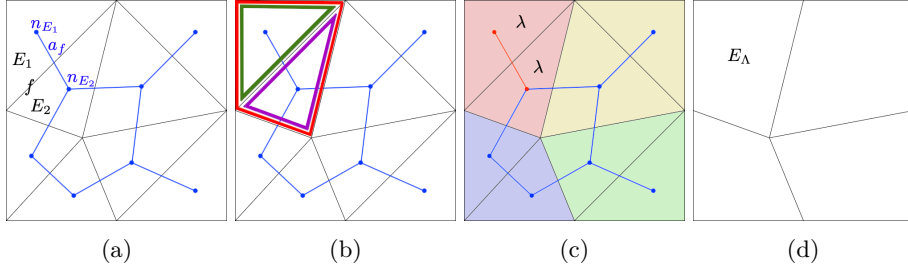 n_{E_1}
a_f
E_1
n_{E_2}
f
E_2
λ
λ
E_Λ
(a) (b) (c) (d)